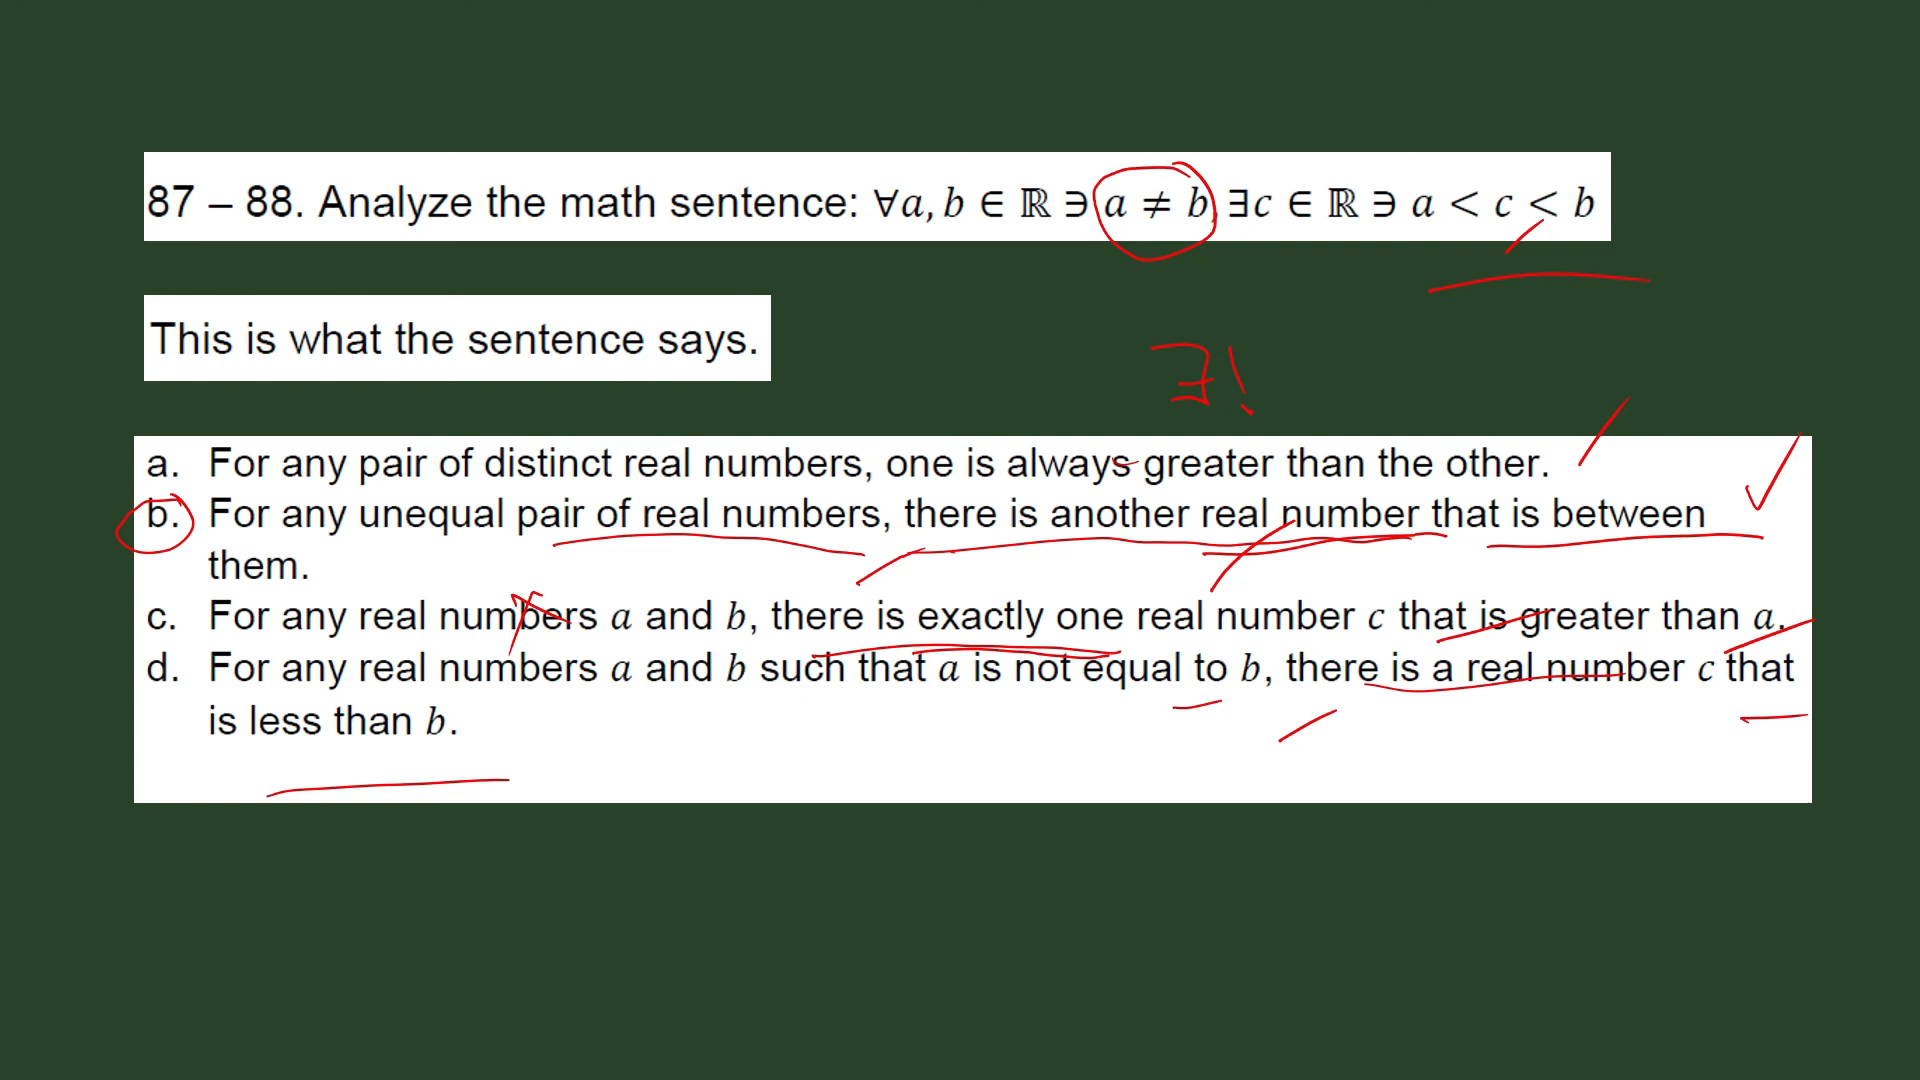 87 – 88. Analyze the math sentence: ∀a, b ∈ ℝ ∋ a ≠ b, ∃c ∈ ℝ ∋ a < c < b
This is what the sentence says.
∃!
a. For any pair of distinct real numbers, one is always greater than the other.
b. For any unequal pair of real numbers, there is another real number that is between
them.
c. For any real numbers a and b, there is exactly one real number c that is greater than a.
d. For any real numbers a and b such that a is not equal to b, there is a real number c that
is less than b.